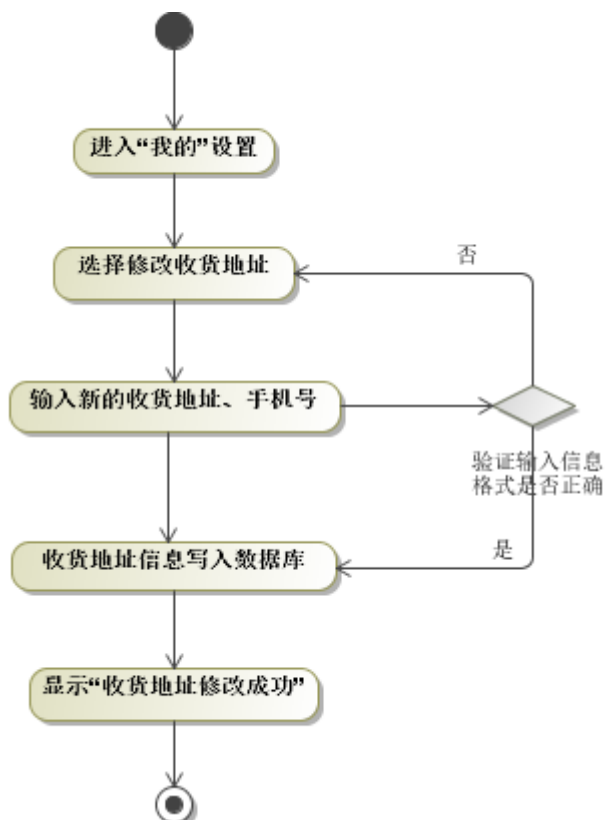 进入“我的”设置
选择修改收货地址
否
输入新的收货地址、手机号
验证输入信息
格式是否正确
是
收货地址信息写入数据库
显示“收货地址修改成功”